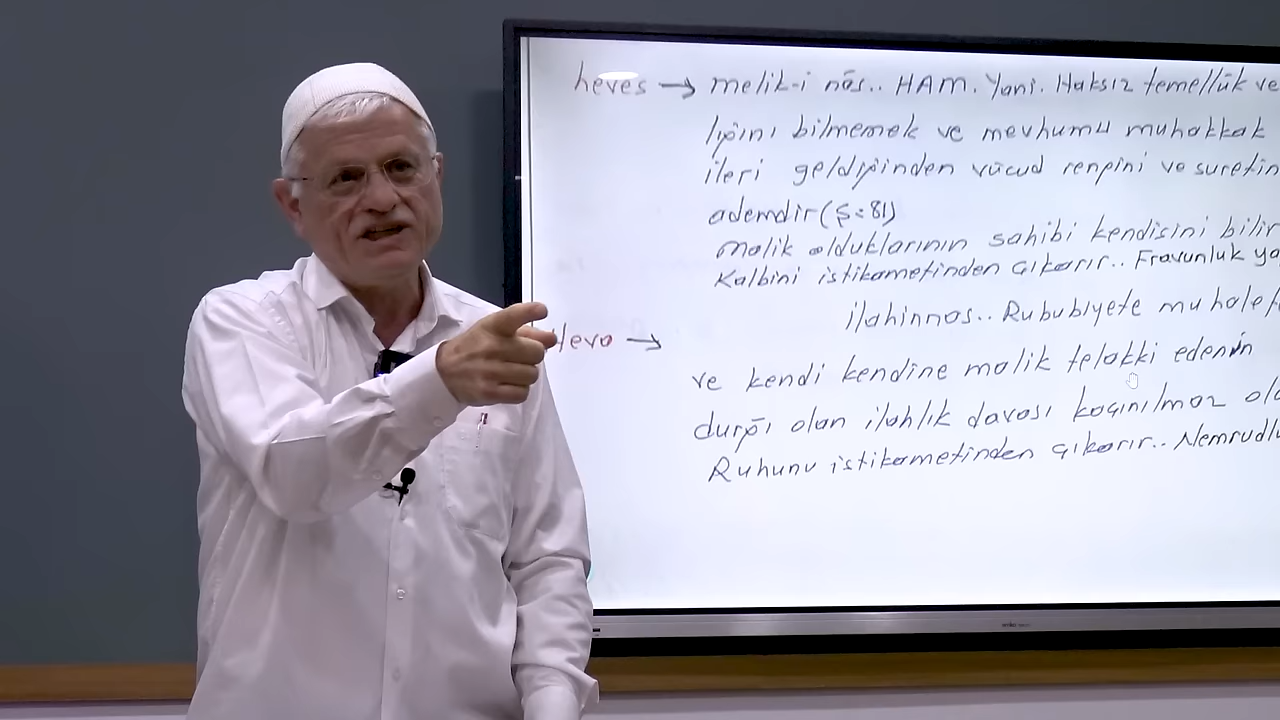 heves → melik-i nâs.. HAM. Yani. Haksız temellük ve
lığını bilmemek ve mevhumu muhakkak
ileri geldiğinden vücud rengini ve suretin
ademdir (Ş:81)
malik olduklarının sahibi kendisini bilir
Kalbini istikametinden çıkarır.. Fravunluk ya
ilahinnas.. Rububiyete muhalef
Heva →
ve kendi kendine malik telakki edenin
durağı olan ilahlık davası kaçınılmaz ol
Ruhunu istikametinden çıkarır.. Nemrudlu